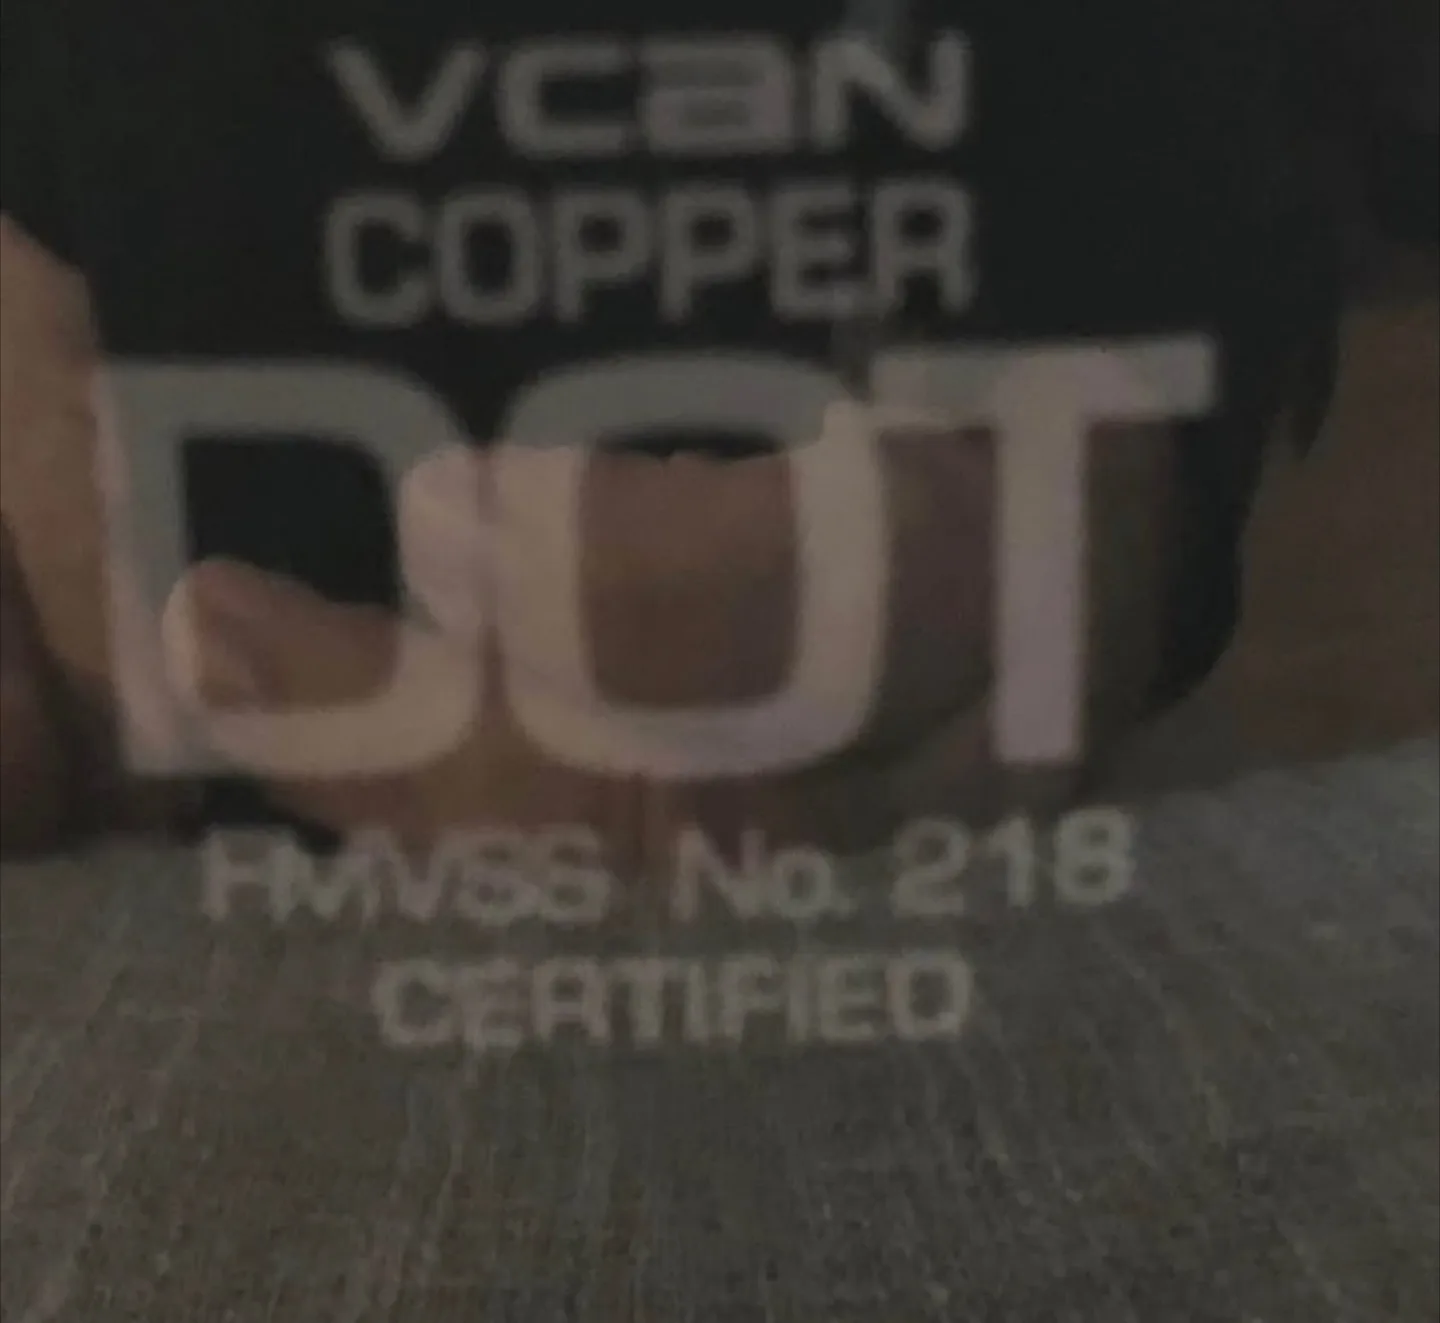 vcan
COPPER
DOT
FMVSS No. 218
CERTIFIED